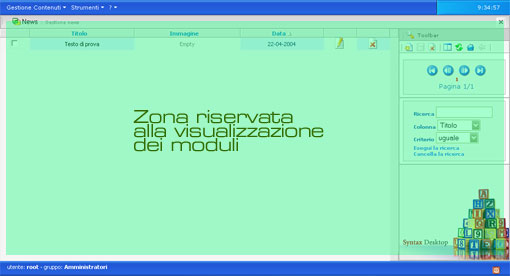 Gestione Contenuti Strumenti ? 9:34:57
News - Gestione news
Toolbar
Titolo Immagine Data
Testo di prova Empty 22-04-2004
1
Pagina 1/1
Zona riservata
alla visualizzazione
dei moduli
Ricerca
Colonna Titolo
Criterio uguale
Esegui la ricerca
Cancella la ricerca
Syntax Desktop
utente: root - gruppo: Amministratori